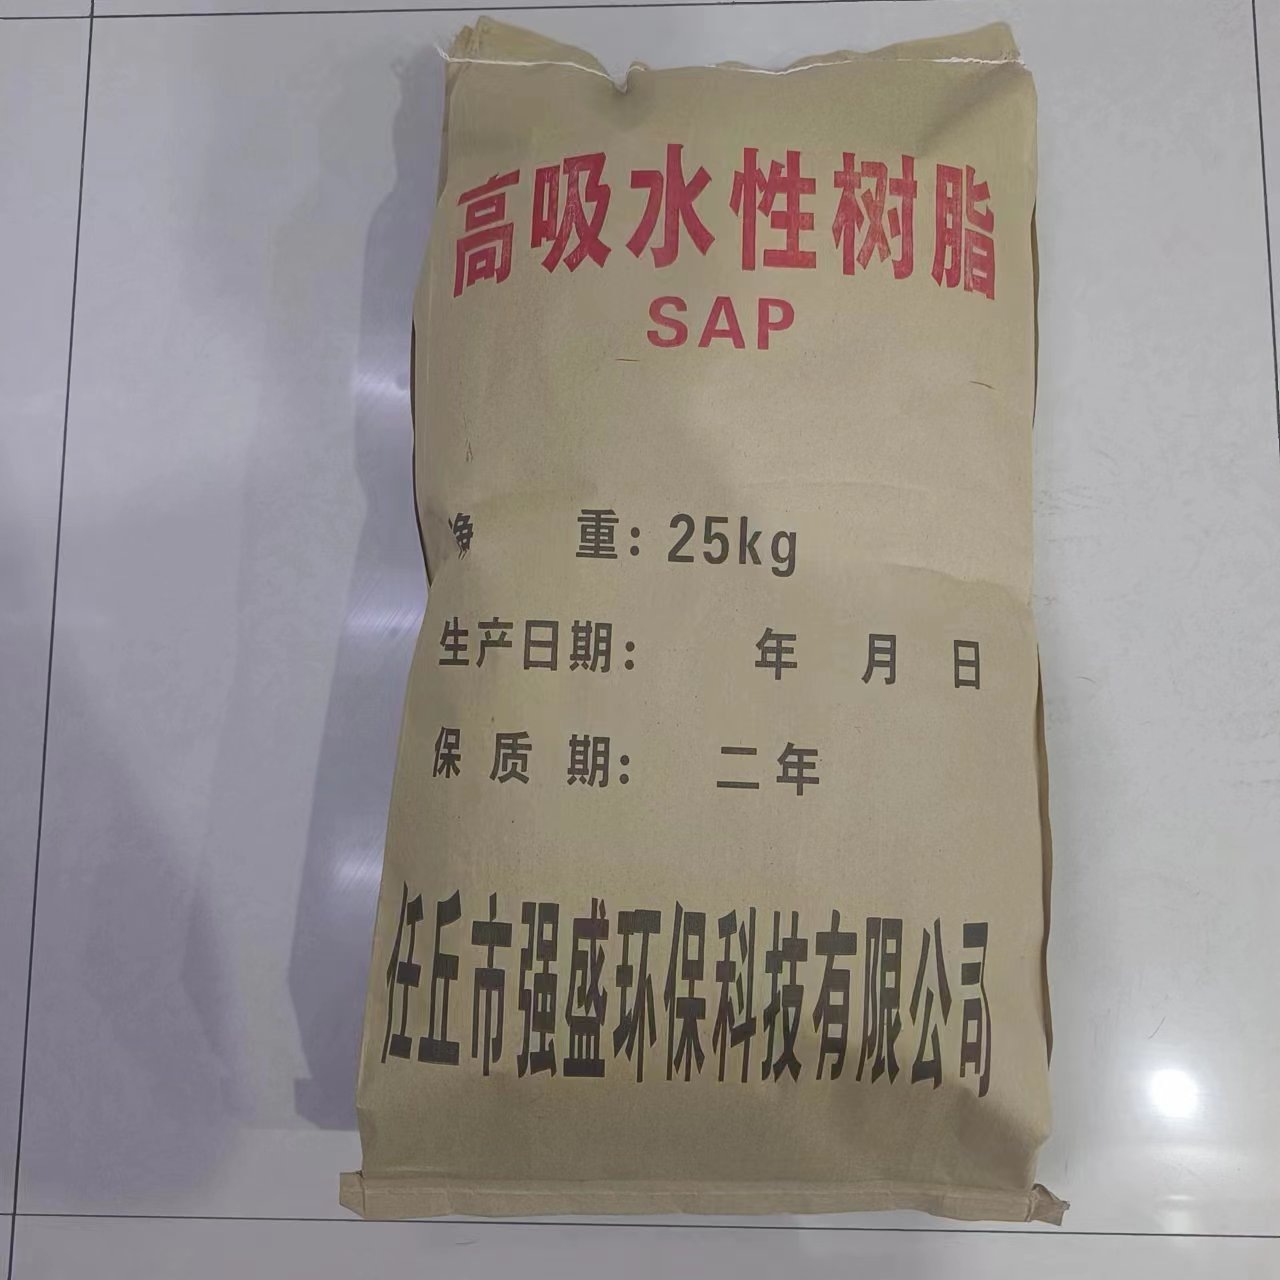 高吸水性树脂
SAP
净 重: 25kg
生产日期: 年 月 日
保 质 期: 二年
任丘市强盛环保科技有限公司